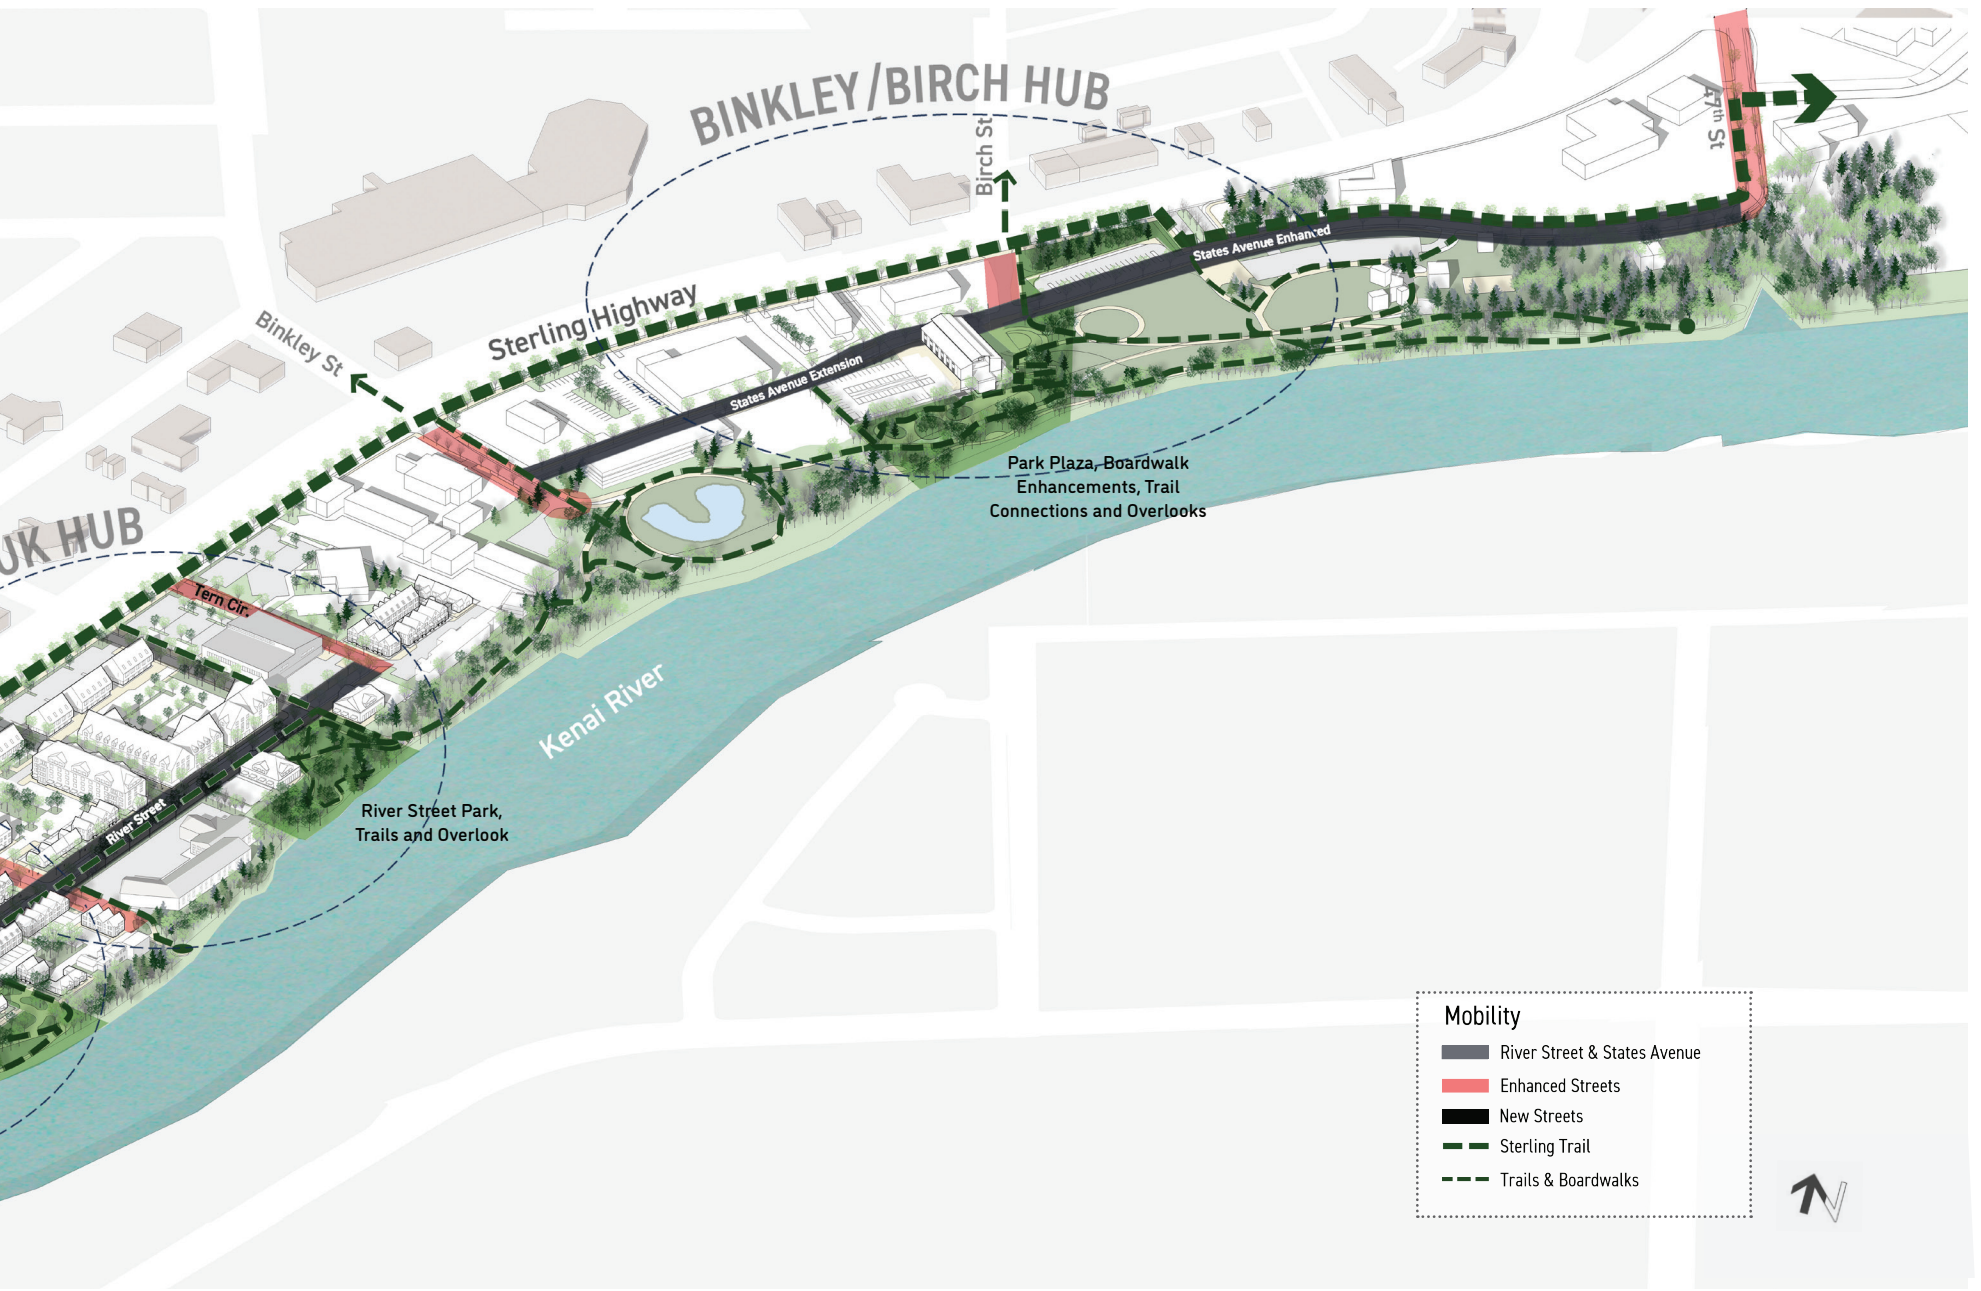 BINKLEY/BIRCH HUB
47th St
Birch St
States Avenue Enhanced
Sterling Highway
Binkley St
States Avenue Extension
Park Plaza, Boardwalk
Enhancements, Trail
Connections and Overlooks
UK HUB
Tern Cir.
Kenai River
River Street
River Street Park,
Trails and Overlook
Mobility
River Street & States Avenue
Enhanced Streets
New Streets
Sterling Trail
Trails & Boardwalks
N